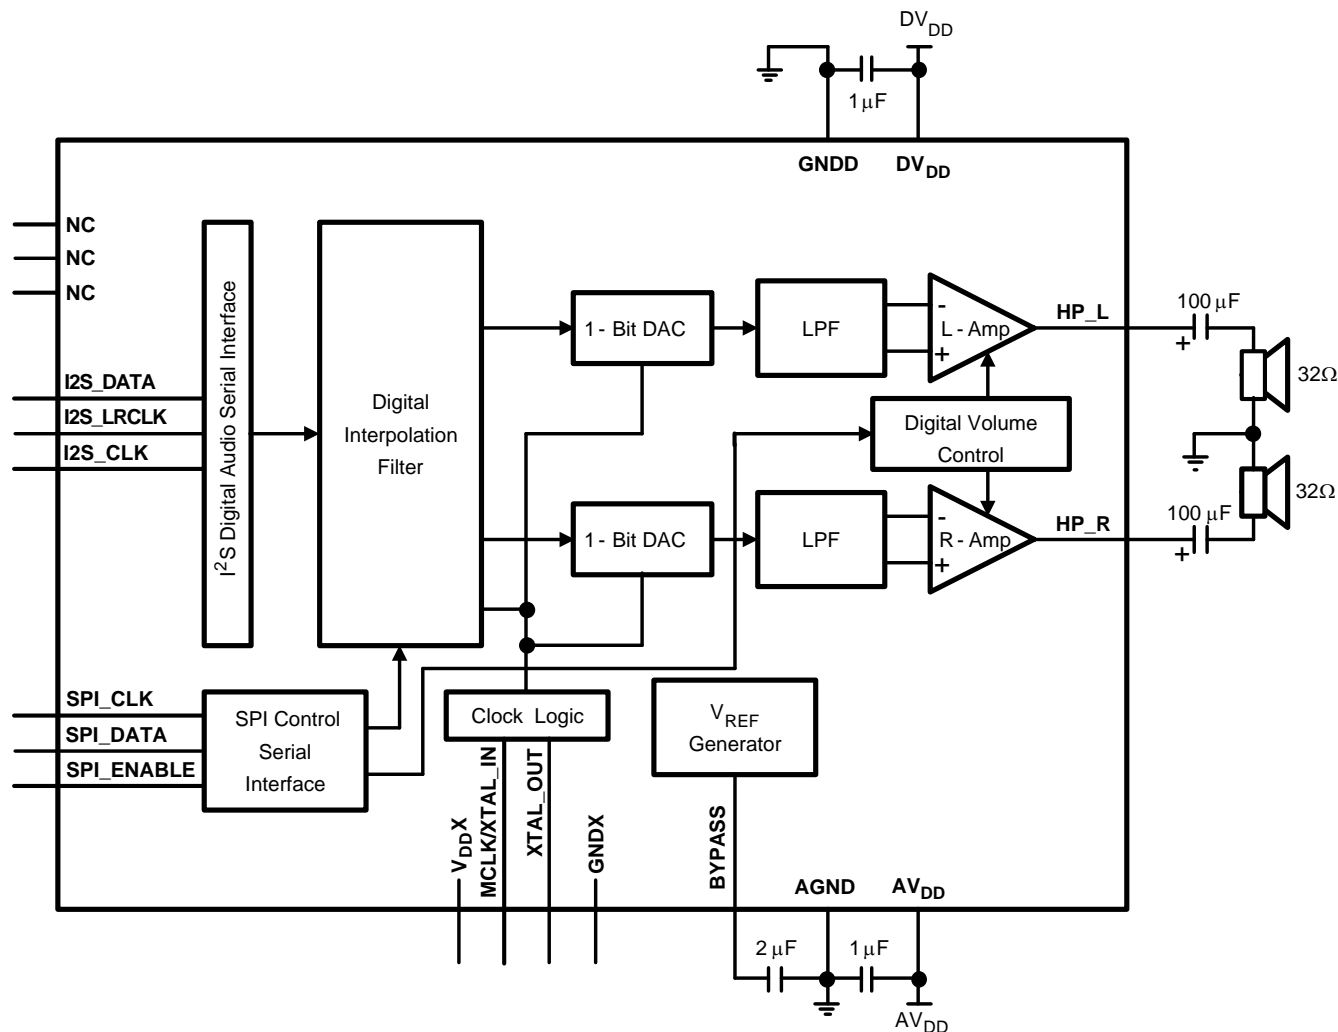 DV_DD
1 µF
GNDD
DV_DD
NC
NC
NC
I2S_DATA
I2S_LRCLK
I2S_CLK
I²S Digital Audio Serial Interface
Digital
Interpolation
Filter
1 - Bit DAC
LPF
-
+
L - Amp
HP_L
100 µF
+
32Ω
Digital Volume
Control
1 - Bit DAC
LPF
-
+
R - Amp
HP_R
100 µF
+
32Ω
SPI_CLK
SPI_DATA
SPI_ENABLE
SPI Control
Serial
Interface
Clock Logic
V_REF
Generator
V_DDX
MCLK/XTAL_IN
XTAL_OUT
GNDX
BYPASS
AGND
AV_DD
2 µF
1 µF
AV_DD